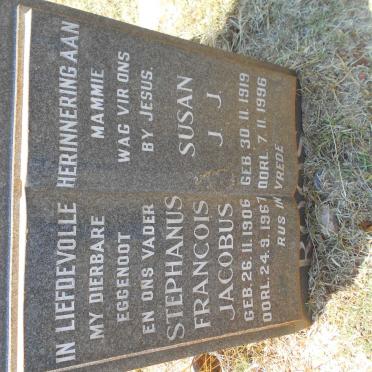 IN LIEFDEVOLLE HERINNERING AAN
MY DIERBARE
EGGENOOT
EN ONS VADER
STEPHANUS
FRANCOIS
JACOBUS
GEB. 26. 11. 1906
OORL. 24. 9. 1967
MAMMIE
WAG VIR ONS
BY JESUS.
SUSAN
J. J.
GEB 30. 11. 1919
OORL 7. 11. 1996
RUS IN VREDE